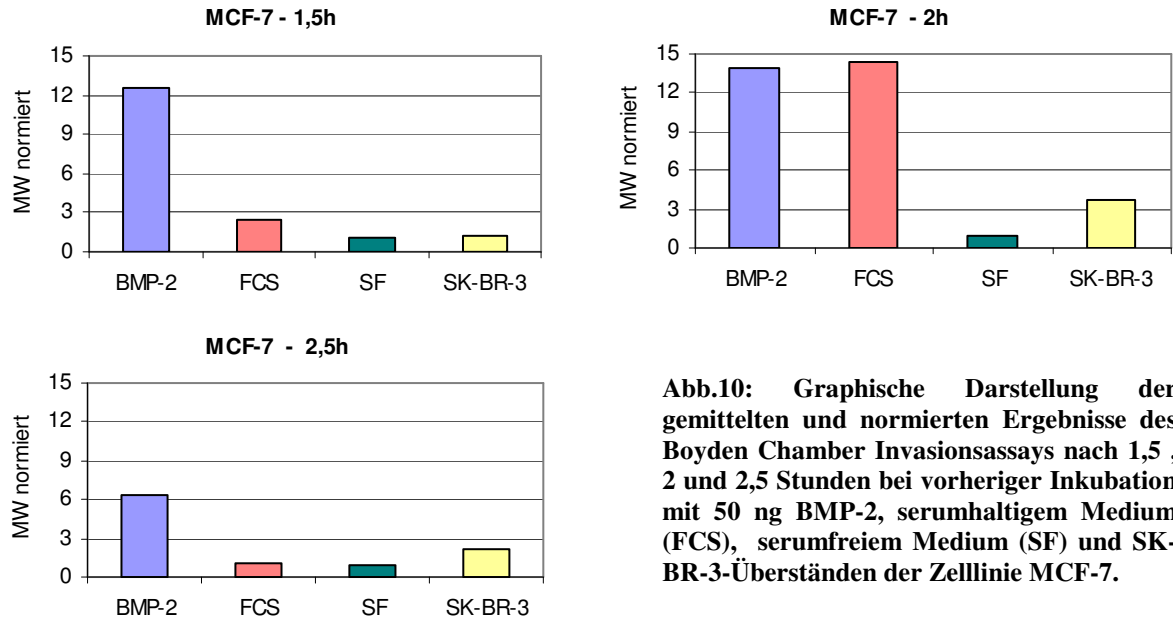 MCF-7 - 1,5h
15
12
9
6
3
0
MW normiert
BMP-2 FCS SF SK-BR-3
MCF-7 - 2h
15
12
9
6
3
0
MW normiert
BMP-2 FCS SF SK-BR-3
MCF-7 - 2,5h
15
12
9
6
3
0
MW normiert
BMP-2 FCS SF SK-BR-3
Abb.10: Graphische Darstellung der
gemittelten und normierten Ergebnisse des
Boyden Chamber Invasionsassays nach 1,5 ,
2 und 2,5 Stunden bei vorheriger Inkubation
mit 50 ng BMP-2, serumhaltigem Medium
(FCS), serumfreiem Medium (SF) und SK-
BR-3-Überständen der Zelllinie MCF-7.